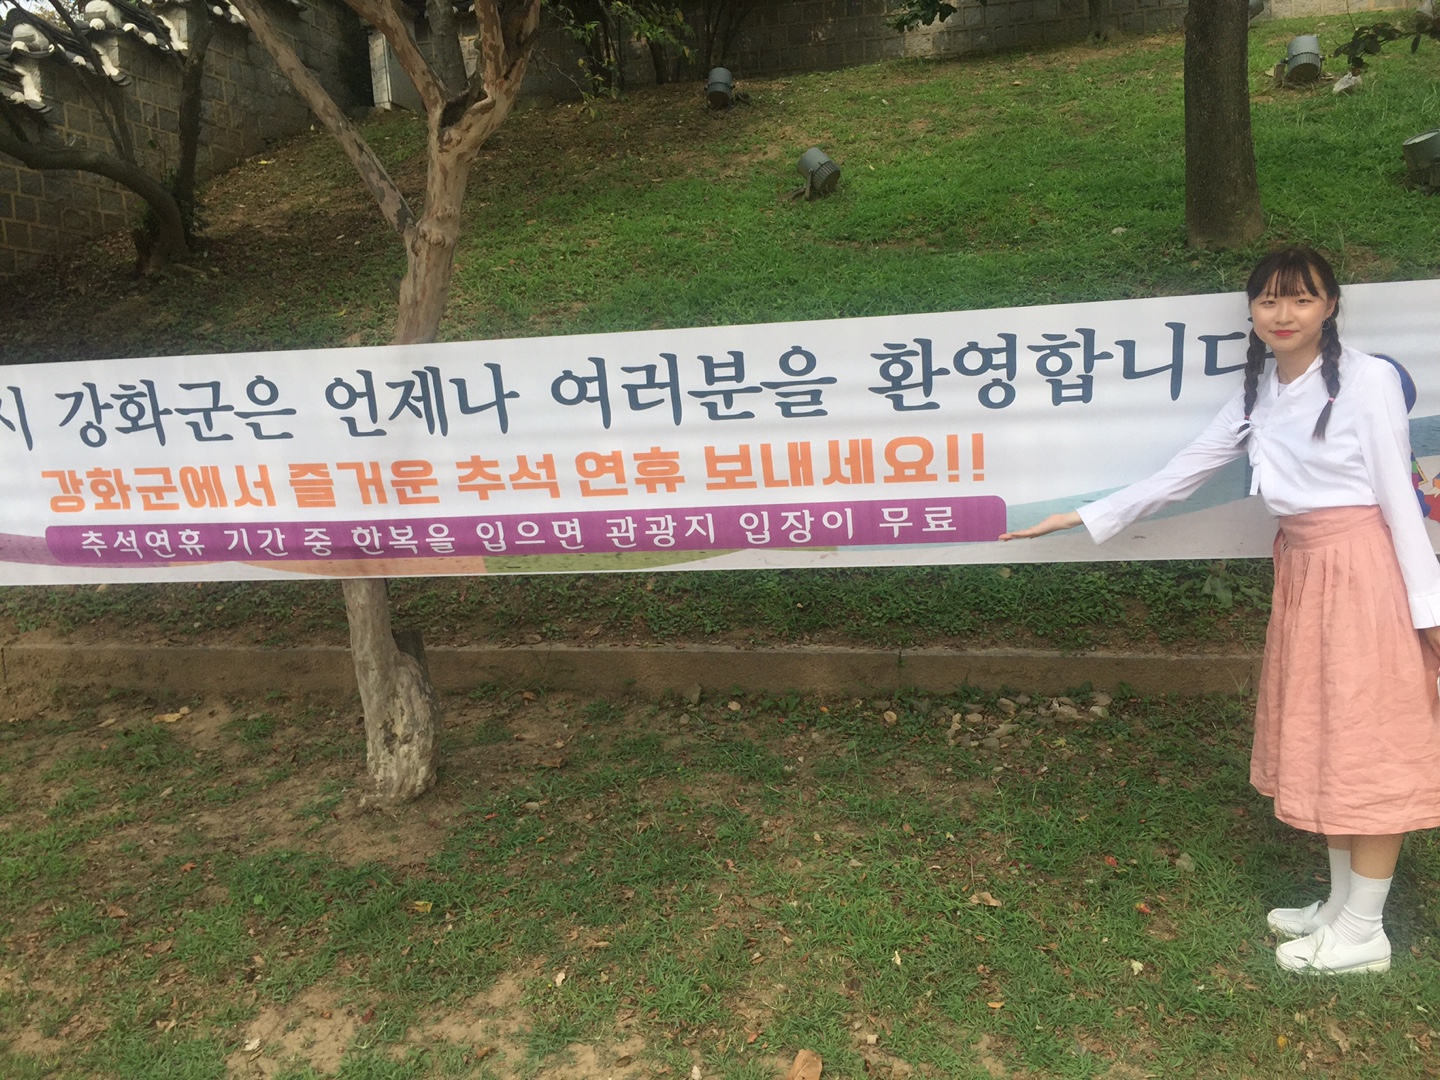 시 강화군은 언제나 여러분을 환영합니다
강화군에서 즐거운 추석 연휴 보내세요!!
추석연휴 기간 중 한복을 입으면 관광지 입장이 무료